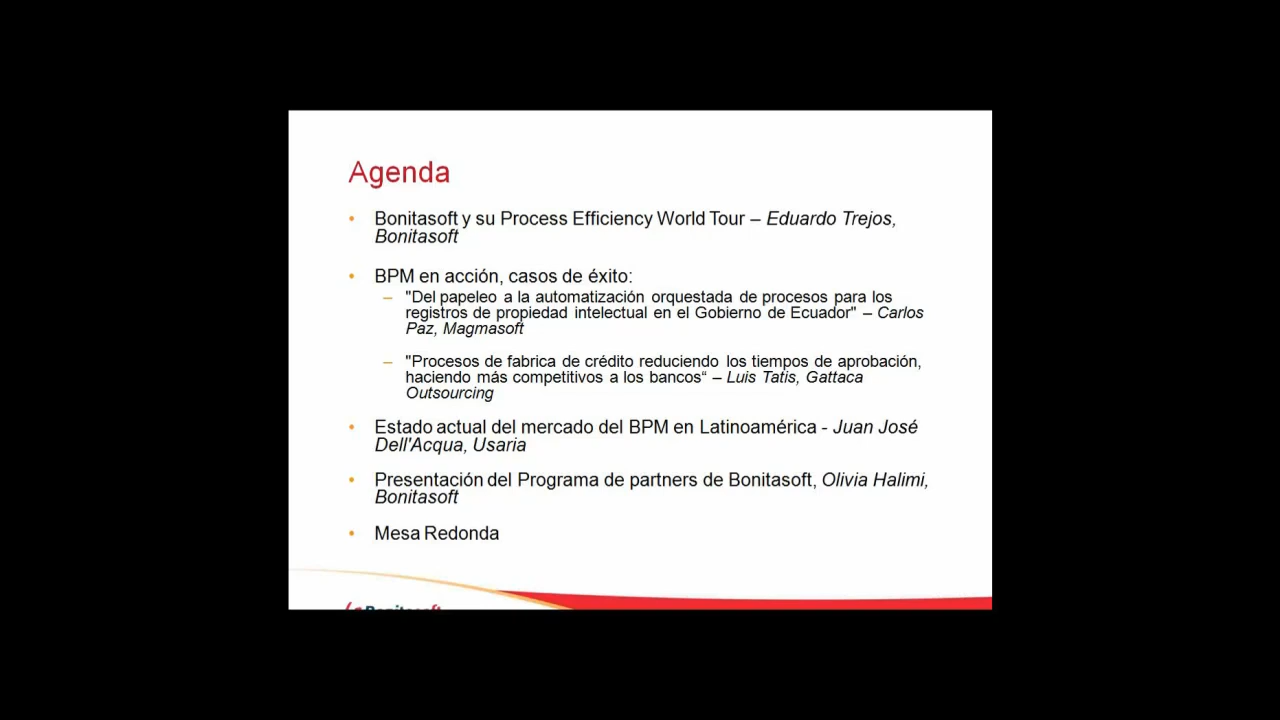 Agenda
• Bonitasoft y su Process Efficiency World Tour – Eduardo Trejos,
Bonitasoft
• BPM en acción, casos de éxito:
– "Del papeleo a la automatización orquestada de procesos para los
registros de propiedad intelectual en el Gobierno de Ecuador" – Carlos
Paz, Magmasoft
– "Procesos de fabrica de crédito reduciendo los tiempos de aprobación,
haciendo más competitivos a los bancos“ – Luis Tatis, Gattaca
Outsourcing
• Estado actual del mercado del BPM en Latinoamérica - Juan José
Dell'Acqua, Usaria
• Presentación del Programa de partners de Bonitasoft, Olivia Halimi,
Bonitasoft
• Mesa Redonda
Bonitasoft